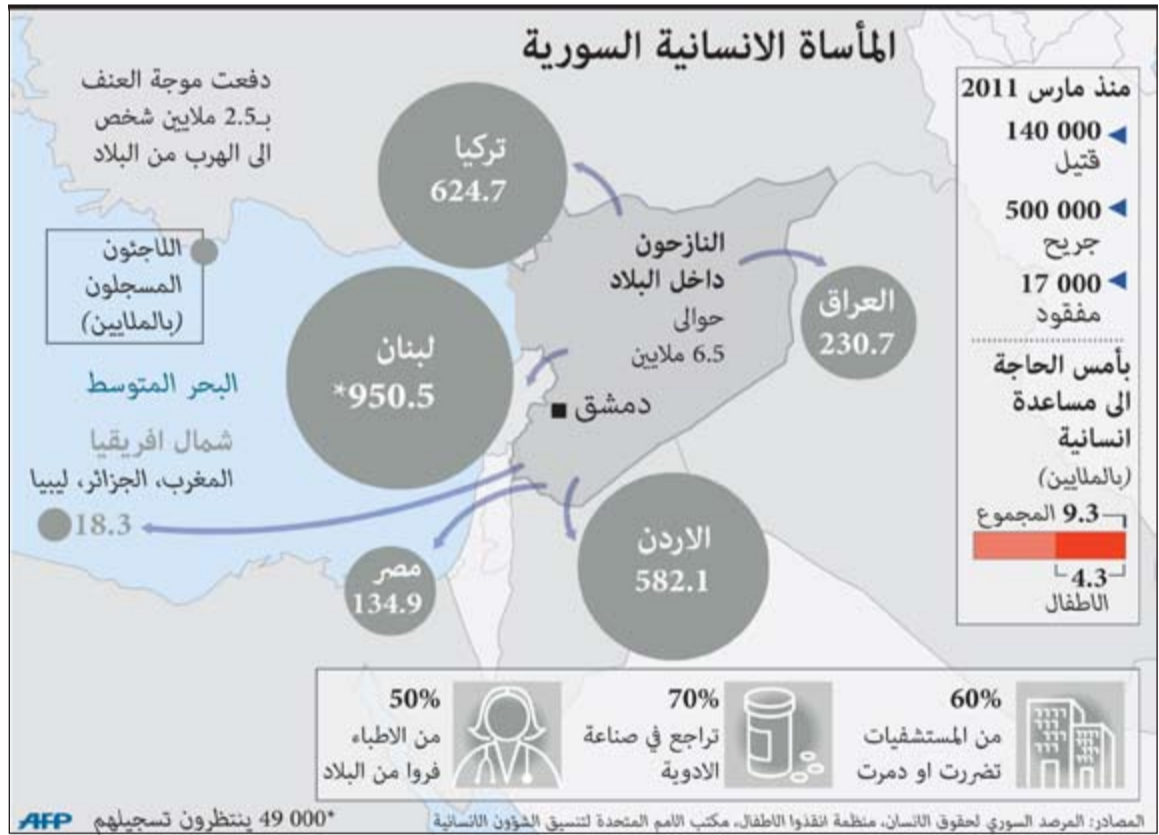 المأساة الانسانية السورية
منذ مارس 2011
140 000
قتيل
500 000
جريح
17 000
مفقود
بأمس الحاجة
الى مساعدة
انسانية
(بالملايين)
9.3 المجموع
4.3
الاطفال
دفعت موجة العنف
بـ2.5 ملايين شخص
الى الهرب من البلاد
اللاجئون
المسجلون
(بالملايين)
تركيا
624.7
النازحون
داخل البلاد
حوالى
6.5 ملايين
العراق
230.7
لبنان
950.5*
دمشق
البحر المتوسط
شمال افريقيا
المغرب، الجزائر، ليبيا
18.3
الاردن
582.1
مصر
134.9
60%
من المستشفيات
تضررت او دمرت
70%
تراجع في صناعة
الادوية
50%
من الاطباء
فروا من البلاد
المصادر: المرصد السوري لحقوق الانسان، منظمة انقذوا الاطفال، مكتب الامم المتحدة لتنسيق الشؤون الانسانية
*49 000 ينتظرون تسجيلهم
AFP